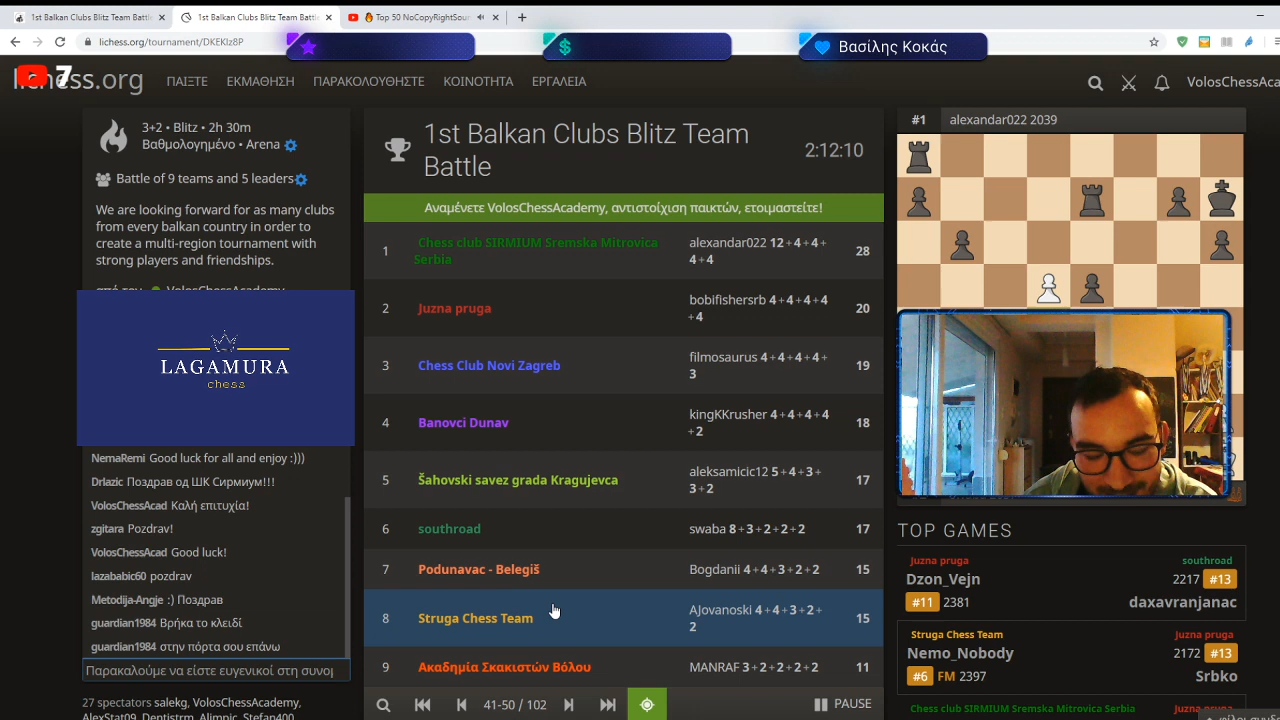 1st Balkan Clubs Blitz Team Battle
1st Balkan Clubs Blitz Team Battle
Top 50 NoCopyRightSour
lichess.org/tournament/DKEKlz8P
Βασίλης Κοκάς
7
lichess.org
ΠΑΙΞΤΕ ΕΚΜΑΘΗΣΗ ΠΑΡΑΚΟΛΟΥΘΗΣΤΕ ΚΟΙΝΟΤΗΤΑ ΕΡΓΑΛΕΙΑ
VolosChessAca
3+2 • Blitz • 2h 30m
Βαθμολογημένο • Arena
Battle of 9 teams and 5 leaders
We are looking forward for as many clubs
from every balkan country in order to
create a multi-region tournament with
strong players and friendships.
από τον VolosChessAcademy
LAGAMURA
chess
NemaRemi Good luck for all and enjoy :)))
Drlazic Поздрав од ШК Сирмиум!!!
VolosChessAcad Καλή επιτυχία!
zgitara Pozdrav!
VolosChessAcad Good luck!
lazababic60 pozdrav
Metodija-Angje :) Поздрав
guardian1984 Βρήκα το κλειδί
guardian1984 στην πόρτα σου επάνω
Παρακαλούμε να είστε ευγενικοί στη συνομ
27 spectators salekg, VolosChessAcademy,
AlexStat09, Dentistrm, Alimpic, Stefan400,
1st Balkan Clubs Blitz Team
Battle
2:12:10
Αναμένετε VolosChessAcademy, αντιστοίχιση παικτών, ετοιμαστείτε!
1 Chess club SIRMIUM Sremska Mitrovica
Serbia
alexandar022 12+4+4+
4+4
28
2 Juzna pruga
bobifishersrb 4+4+4+4
+4
20
3 Chess Club Novi Zagreb
filmosaurus 4+4+4+4+
3
19
4 Banovci Dunav
kingKKrusher 4+4+4+4
+2
18
5 Šahovski savez grada Kragujevca
aleksamicic12 5+4+3+
3+2
17
6 southroad swaba 8+3+2+2+2 17
7 Podunavac - Belegiš Bogdanii 4+4+3+2+2 15
8 Struga Chess Team
AJovanoski 4+4+3+2+
2
15
9 Ακαδημία Σκακιστών Βόλου MANRAF 3+2+2+2+2 11
41-50 / 102
PAUSE
#1 alexandar022 2039
TOP GAMES
Juzna pruga southroad
Dzon_Vejn 2217 #13
#11 2381 daxavranjanac
Struga Chess Team Juzna pruga
Nemo_Nobody 2172 #13
#6 FM 2397 Srbko
Chess club SIRMIUM Sremska Mitrovica Serbia